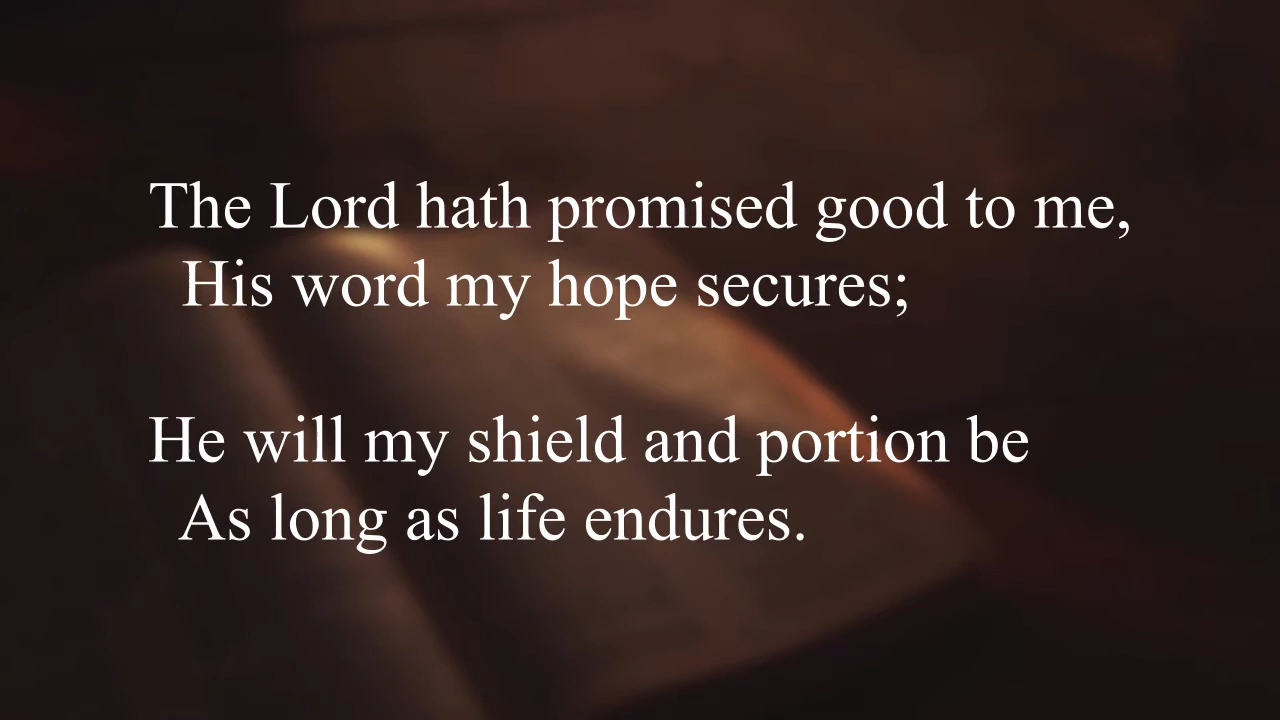 The Lord hath promised good to me,
His word my hope secures;
He will my shield and portion be
As long as life endures.